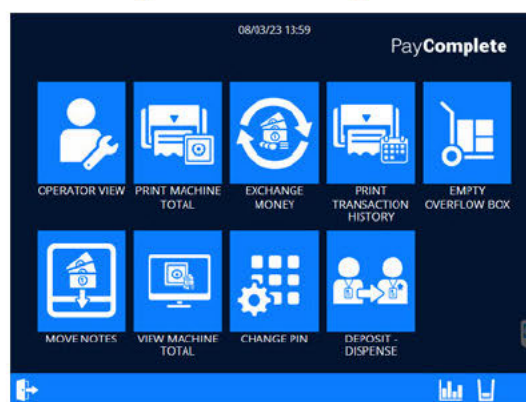 08/03/23 13:59
PayComplete
OPERATOR VIEW
PRINT MACHINE
TOTAL
EXCHANGE
MONEY
PRINT
TRANSACTION
HISTORY
EMPTY
OVERFLOW BOX
MOVE NOTES
VIEW MACHINE
TOTAL
CHANGE PIN
DEPOSIT -
DISPENSE